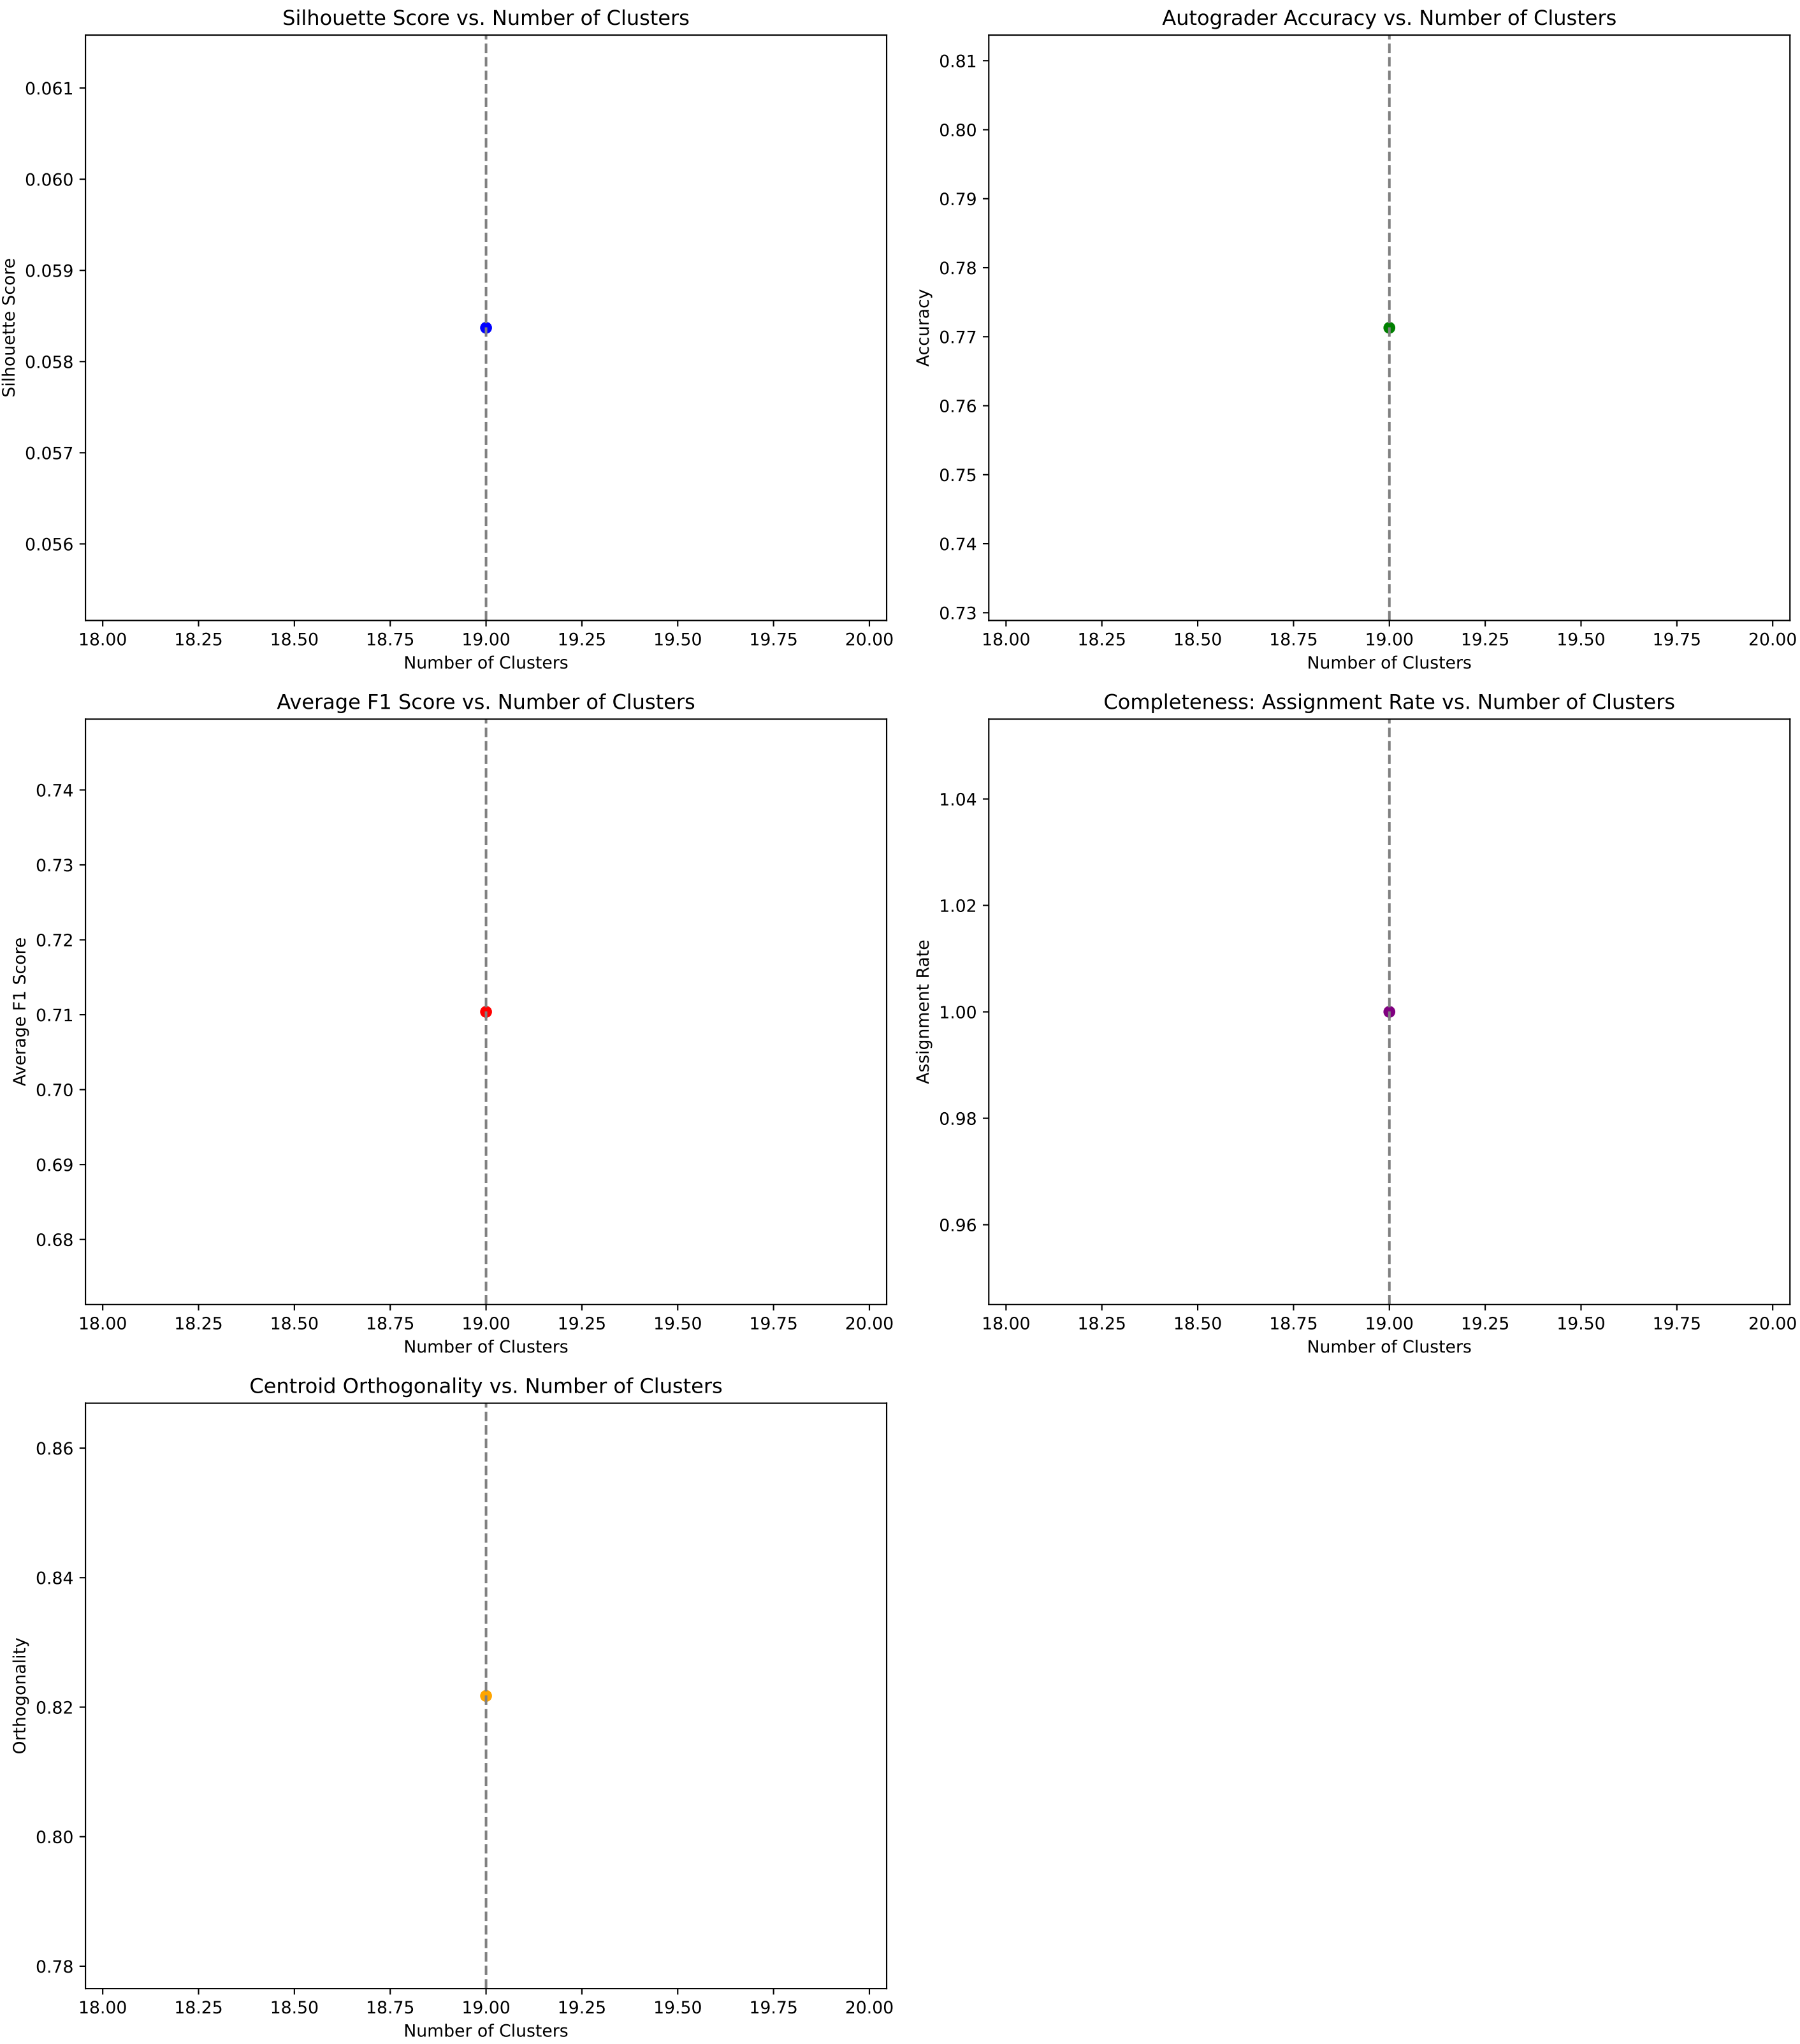 Silhouette Score vs. Number of Clusters
Silhouette Score
0.061
0.060
0.059
0.058
0.057
0.056
18.00 18.25 18.50 18.75 19.00 19.25 19.50 19.75 20.00
Number of Clusters
Autograder Accuracy vs. Number of Clusters
Accuracy
0.81
0.80
0.79
0.78
0.77
0.76
0.75
0.74
0.73
18.00 18.25 18.50 18.75 19.00 19.25 19.50 19.75 20.00
Number of Clusters
Average F1 Score vs. Number of Clusters
Average F1 Score
0.74
0.73
0.72
0.71
0.70
0.69
0.68
18.00 18.25 18.50 18.75 19.00 19.25 19.50 19.75 20.00
Number of Clusters
Completeness: Assignment Rate vs. Number of Clusters
Assignment Rate
1.04
1.02
1.00
0.98
0.96
18.00 18.25 18.50 18.75 19.00 19.25 19.50 19.75 20.00
Number of Clusters
Centroid Orthogonality vs. Number of Clusters
Orthogonality
0.86
0.84
0.82
0.80
0.78
18.00 18.25 18.50 18.75 19.00 19.25 19.50 19.75 20.00
Number of Clusters